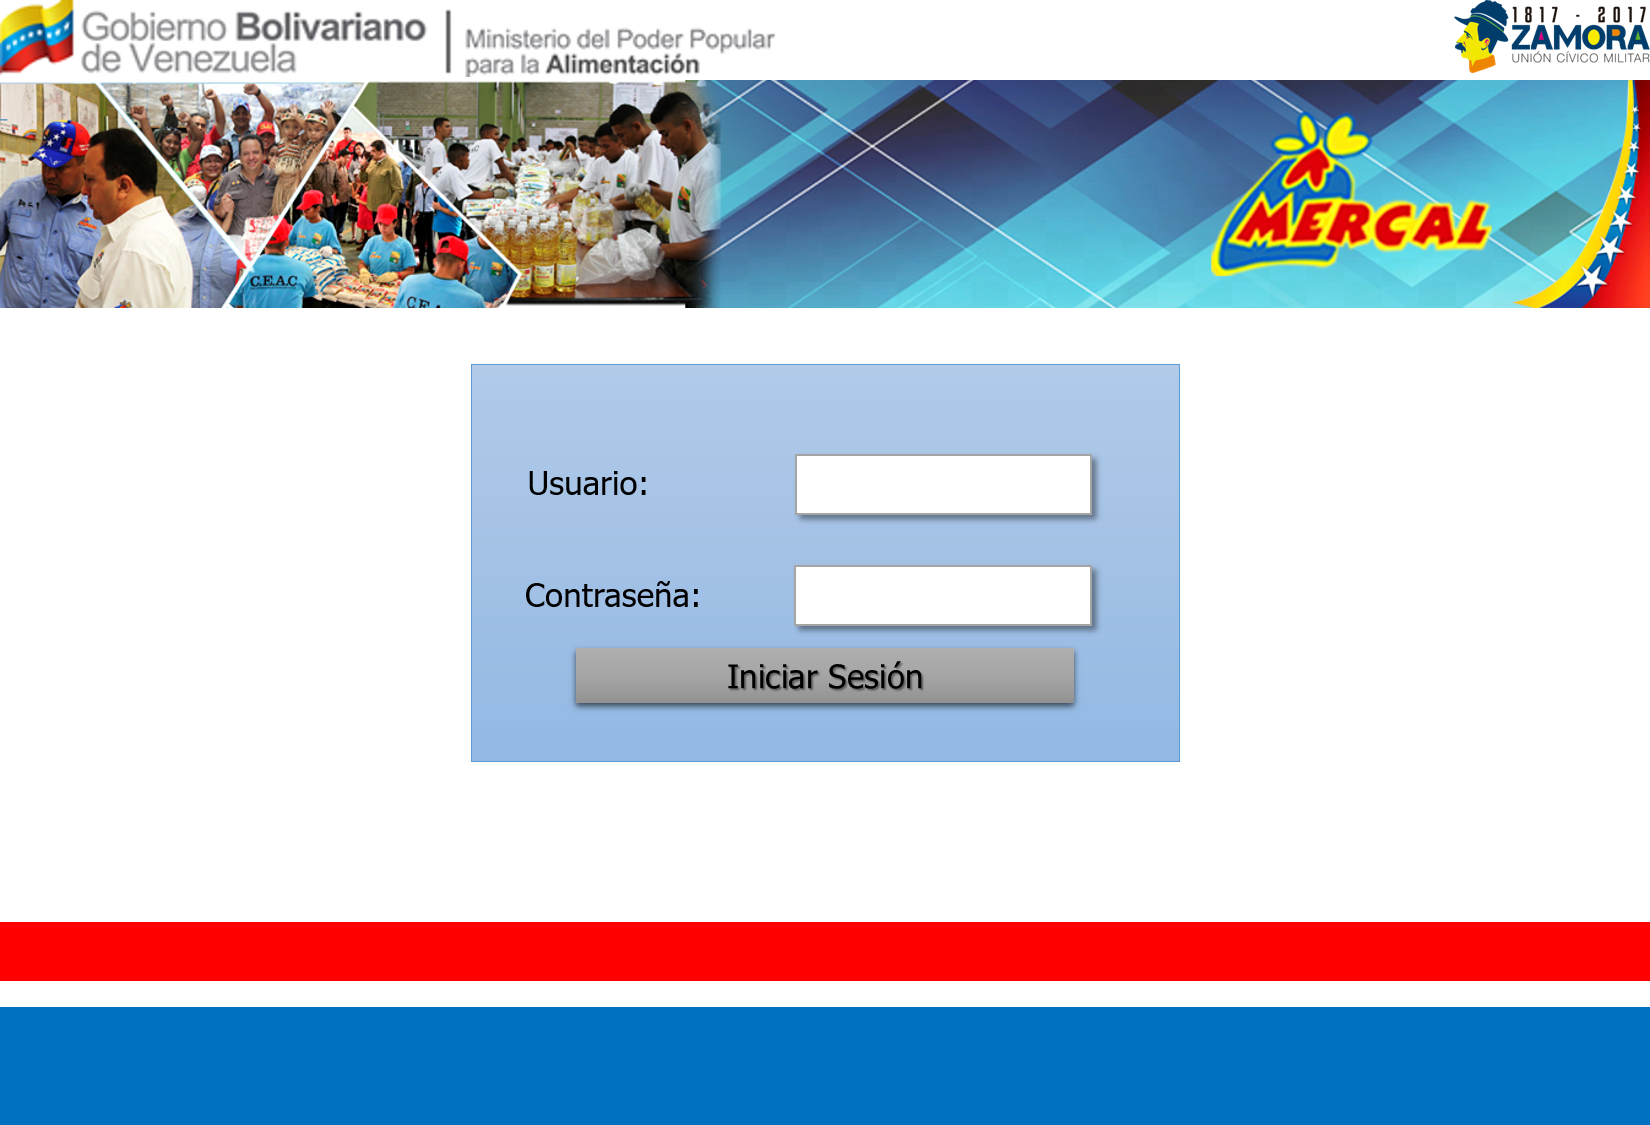 Gobierno Bolivariano
de Venezuela
Ministerio del Poder Popular
para la Alimentación
1817 - 2017
ZAMORA
UNIÓN CÍVICO MILITAR
MERCAL
C.E.A.C
C.E.A
Usuario:
Contraseña:
Iniciar Sesión